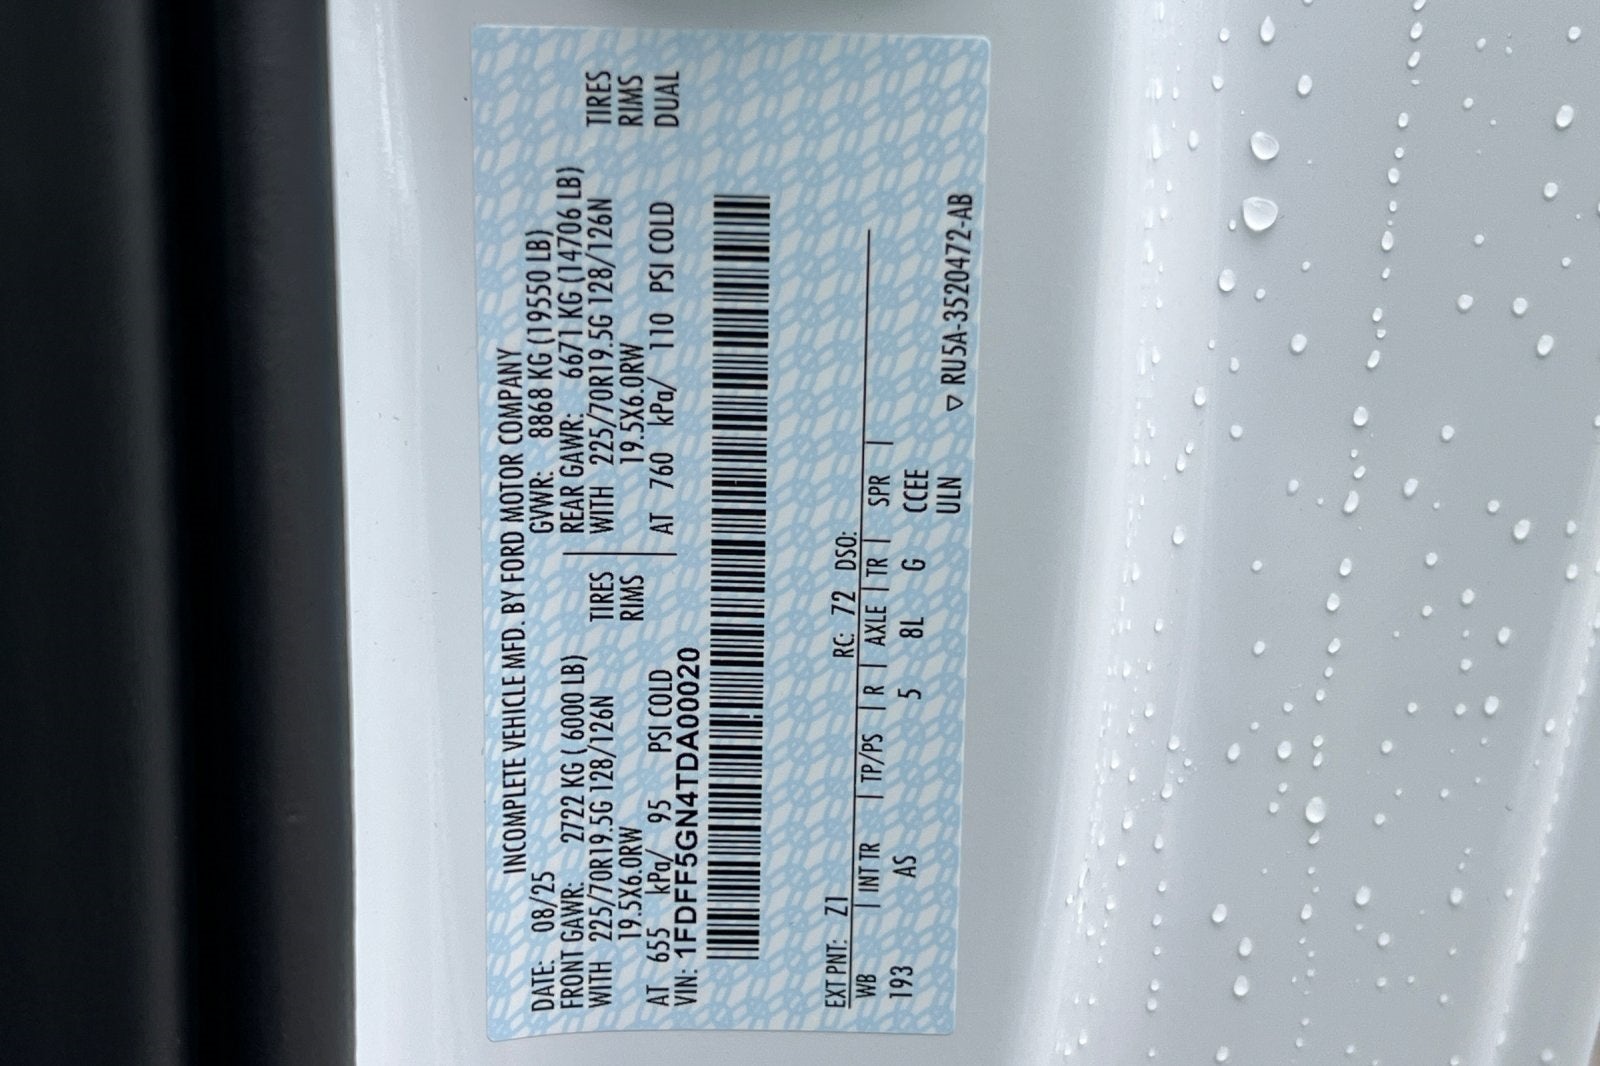 INCOMPLETE VEHICLE MFD. BY FORD MOTOR COMPANY
DATE: 08/25 GVWR: 8868 KG (19550 LB)
FRONT GAWR: 2722 KG ( 6000 LB) REAR GAWR: 6671 KG (14706 LB)
WITH 225/70R19.5G 128/126N TIRES WITH 225/70R19.5G 128/126N TIRES
19.5X6.0RW RIMS 19.5X6.0RW RIMS
AT 655 kPa/ 95 PSI COLD AT 760 kPa/ 110 PSI COLD DUAL
VIN: 1FDFF5GN4TDA00020
EXT PNT: Z1 RC: 72 DSO:
WB | INT TR | TP/PS | R | AXLE | TR | SPR |
193 AS 5 8L G CCEE
ULN
▽ RU5A-3520472-AB